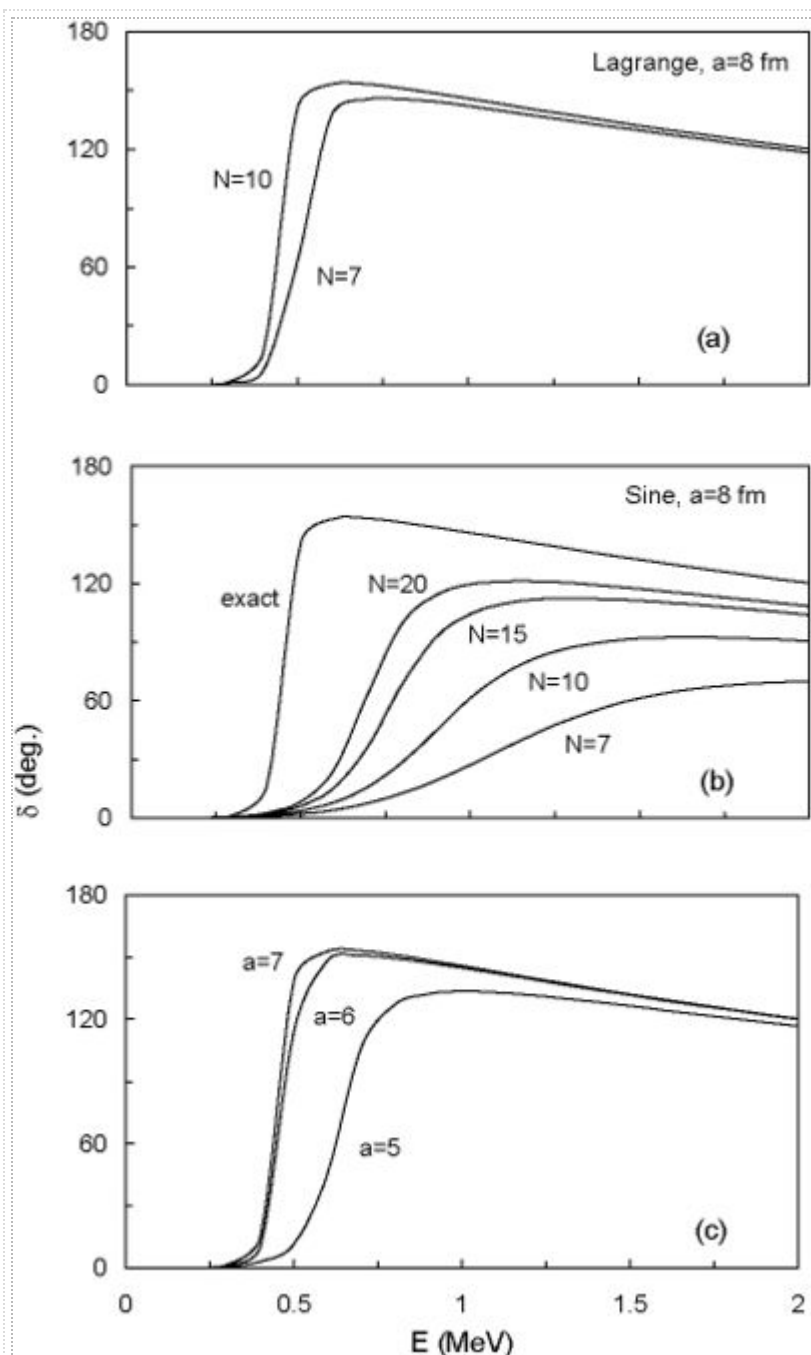 180
Lagrange, a=8 fm
120
N=10
60
N=7
(a)
0
180
Sine, a=8 fm
120
exact
N=20
N=15
N=10
60
N=7
(b)
0
δ (deg.)
180
a=7
120
a=6
60
a=5
(c)
0
0 0.5 1 1.5 2
E (MeV)